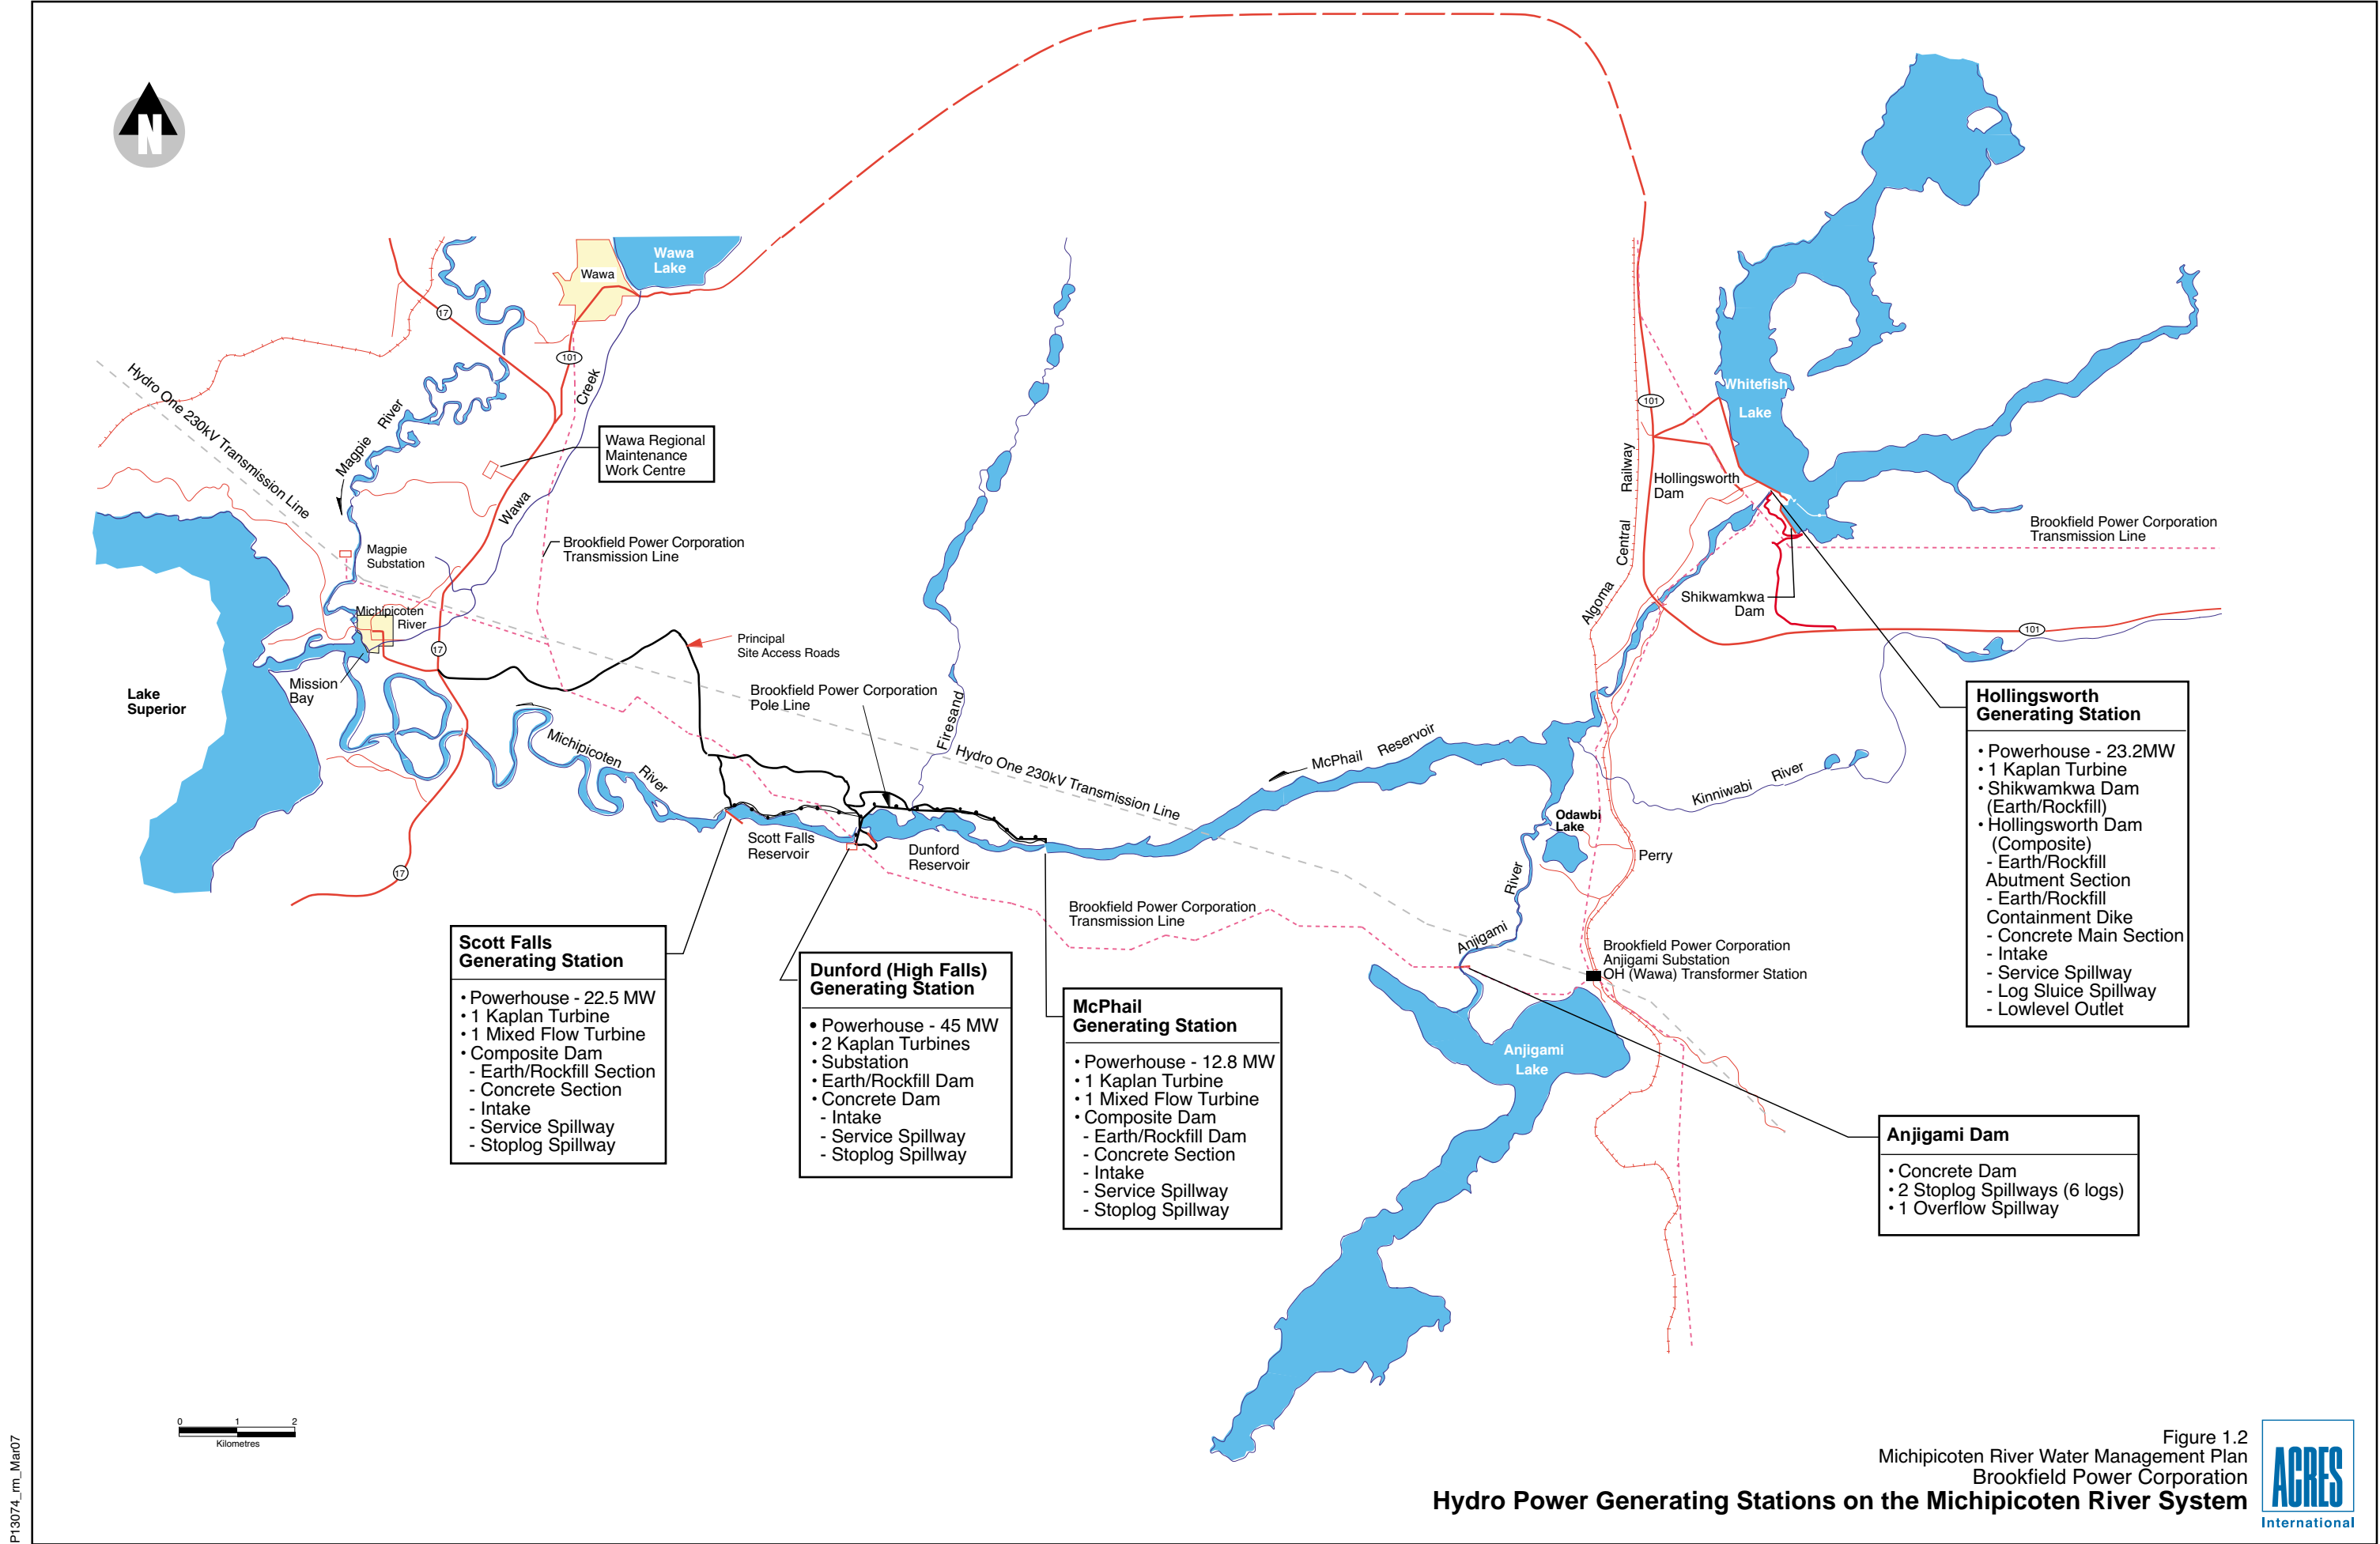 N
Wawa
Wawa
Lake
17
101
Hydro One 230kV Transmission Line
Magpie River
Creek
Wawa
Wawa Regional
Maintenance
Work Centre
Brookfield Power Corporation
Transmission Line
Magpie
Substation
Michipicoten
River
17
Mission
Bay
Lake
Superior
17
Principal
Site Access Roads
Brookfield Power Corporation
Pole Line
Firesand
Michipicoten River
Hydro One 230kV Transmission Line
McPhail Reservoir
Scott Falls
Reservoir
Dunford
Reservoir
Brookfield Power Corporation
Transmission Line
Whitefish
Lake
101
Algoma Central Railway
Hollingsworth
Dam
Shikwamkwa
Dam
Brookfield Power Corporation
Transmission Line
101
Kinniwabi River
Odawbi
Lake
Perry
Anjigami River
Brookfield Power Corporation
Anjigami Substation
OH (Wawa) Transformer Station
Anjigami
Lake
Scott Falls
Generating Station
• Powerhouse - 22.5 MW
• 1 Kaplan Turbine
• 1 Mixed Flow Turbine
• Composite Dam
- Earth/Rockfill Section
- Concrete Section
- Intake
- Service Spillway
- Stoplog Spillway
Dunford (High Falls)
Generating Station
• Powerhouse - 45 MW
• 2 Kaplan Turbines
• Substation
• Earth/Rockfill Dam
• Concrete Dam
- Intake
- Service Spillway
- Stoplog Spillway
McPhail
Generating Station
• Powerhouse - 12.8 MW
• 1 Kaplan Turbine
• 1 Mixed Flow Turbine
• Composite Dam
- Earth/Rockfill Dam
- Concrete Section
- Intake
- Service Spillway
- Stoplog Spillway
Hollingsworth
Generating Station
• Powerhouse - 23.2MW
• 1 Kaplan Turbine
• Shikwamkwa Dam
(Earth/Rockfill)
• Hollingsworth Dam
(Composite)
- Earth/Rockfill
Abutment Section
- Earth/Rockfill
Containment Dike
- Concrete Main Section
- Intake
- Service Spillway
- Log Sluice Spillway
- Lowlevel Outlet
Anjigami Dam
• Concrete Dam
• 2 Stoplog Spillways (6 logs)
• 1 Overflow Spillway
0 1 2
Kilometres
P13074_rm_Mar07
Figure 1.2
Michipicoten River Water Management Plan
Brookfield Power Corporation
Hydro Power Generating Stations on the Michipicoten River System
ACRES
International